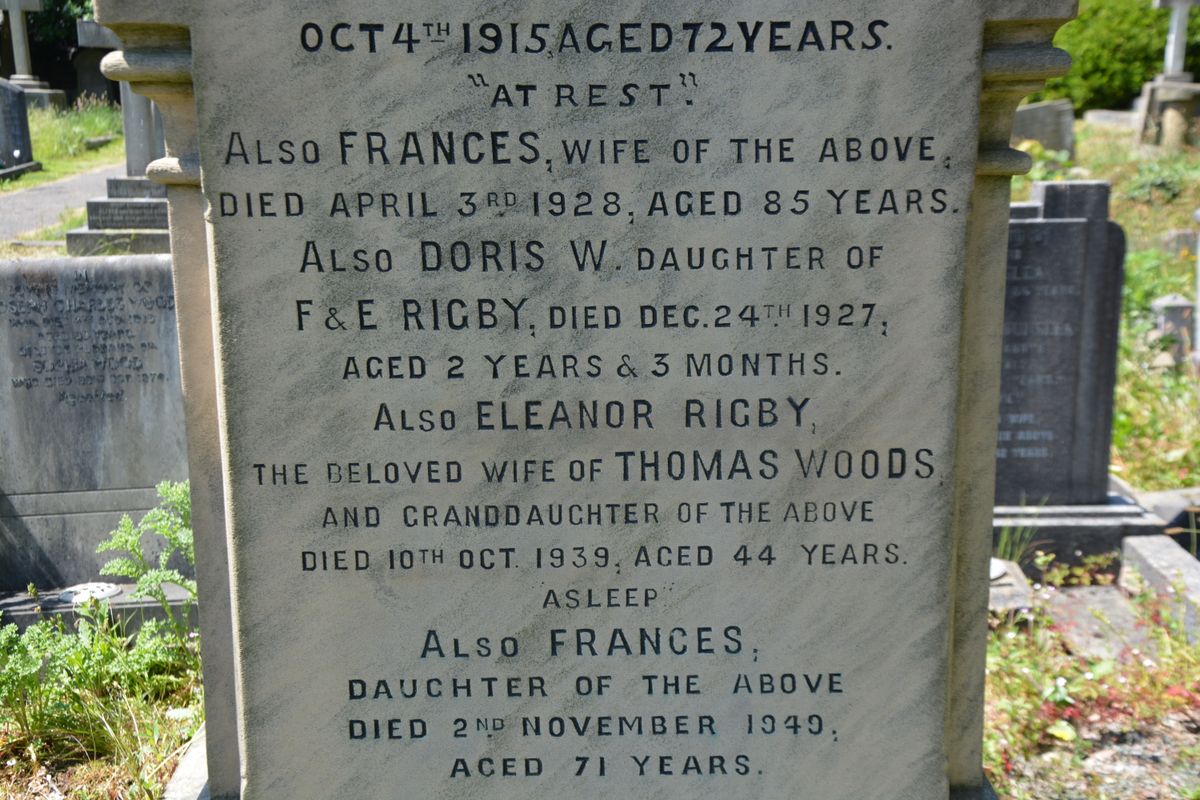 OCT 4TH 1915, AGED 72 YEARS.
"AT REST".
ALSO FRANCES, WIFE OF THE ABOVE,
DIED APRIL 3RD 1928, AGED 85 YEARS.
ALSO DORIS W. DAUGHTER OF
F & E RIGBY, DIED DEC. 24TH 1927,
AGED 2 YEARS & 3 MONTHS.
ALSO ELEANOR RIGBY,
THE BELOVED WIFE OF THOMAS WOODS,
AND GRANDDAUGHTER OF THE ABOVE
DIED 10TH OCT. 1939, AGED 44 YEARS.
ASLEEP
ALSO FRANCES,
DAUGHTER OF THE ABOVE
DIED 2ND NOVEMBER 1949,
AGED 71 YEARS.
CHARLES WOOD